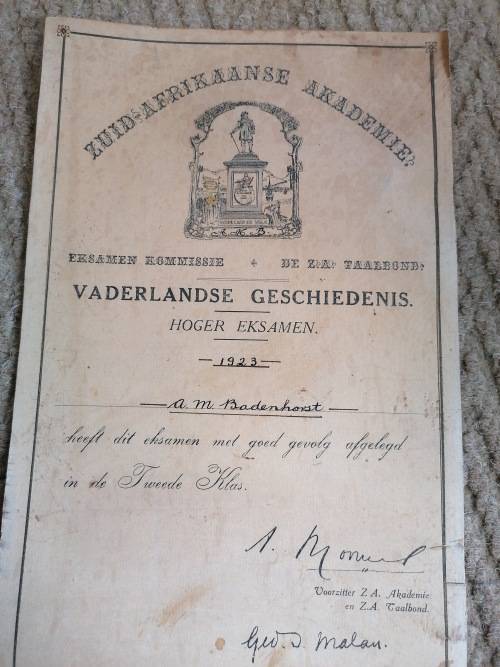 ZUID-AFRIKAANSE AKADEMIE.
A. M. B.
EKSAMEN KOMMISSIE + DE Z.A. TAALBOND.
VADERLANDSE GESCHIEDENIS.
HOGER EKSAMEN.
— 1923 —
— A. M. Badenhorst —
heeft dit eksamen met goed gevolg afgelegd
in de Tweede Klas.
Voorzitter Z.A. Akademie
en Z.A. Taalbond.
Geo. S. Malan.